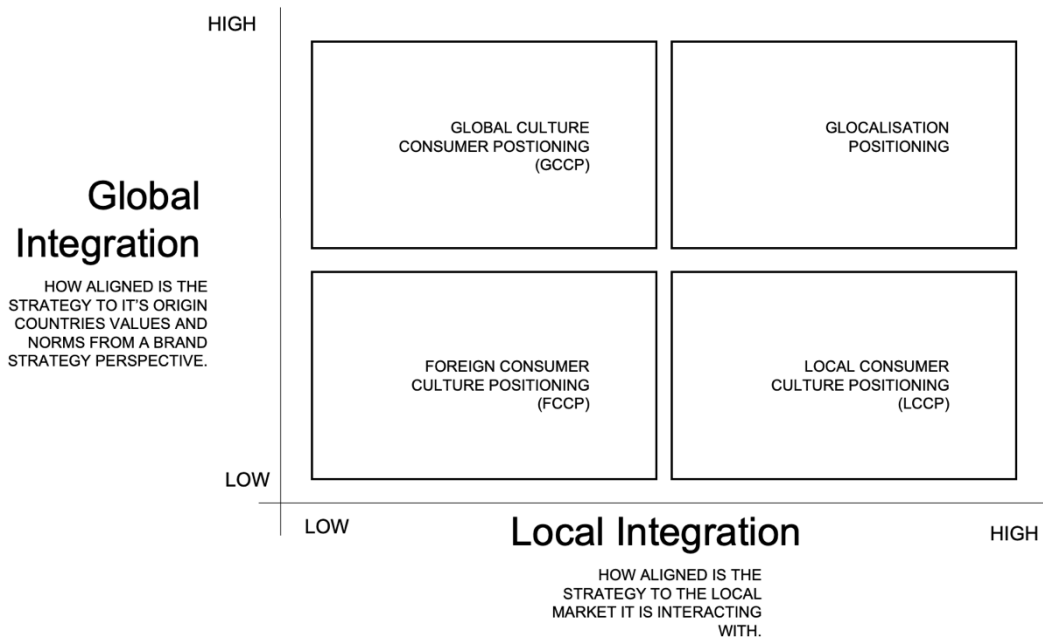 HIGH
GLOBAL CULTURE
CONSUMER POSTIONING
(GCCP)
GLOCALISATION
POSITIONING
Global
Integration
HOW ALIGNED IS THE
STRATEGY TO IT'S ORIGIN
COUNTRIES VALUES AND
NORMS FROM A BRAND
STRATEGY PERSPECTIVE.
FOREIGN CONSUMER
CULTURE POSITIONING
(FCCP)
LOCAL CONSUMER
CULTURE POSITIONING
(LCCP)
LOW
LOW
Local Integration
HIGH
HOW ALIGNED IS THE
STRATEGY TO THE LOCAL
MARKET IT IS INTERACTING
WITH.